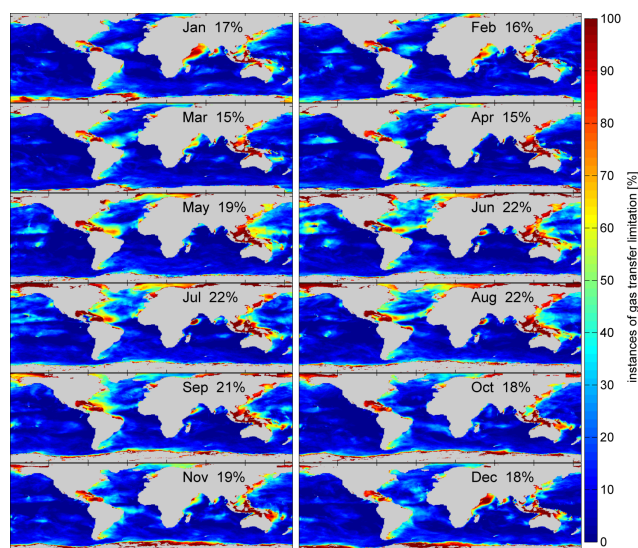 Jan 17%
Feb 16%
Mar 15%
Apr 15%
May 19%
Jun 22%
Jul 22%
Aug 22%
Sep 21%
Oct 18%
Nov 19%
Dec 18%
100
90
80
70
60
50
40
30
20
10
0
instances of gas transfer limitation [%]